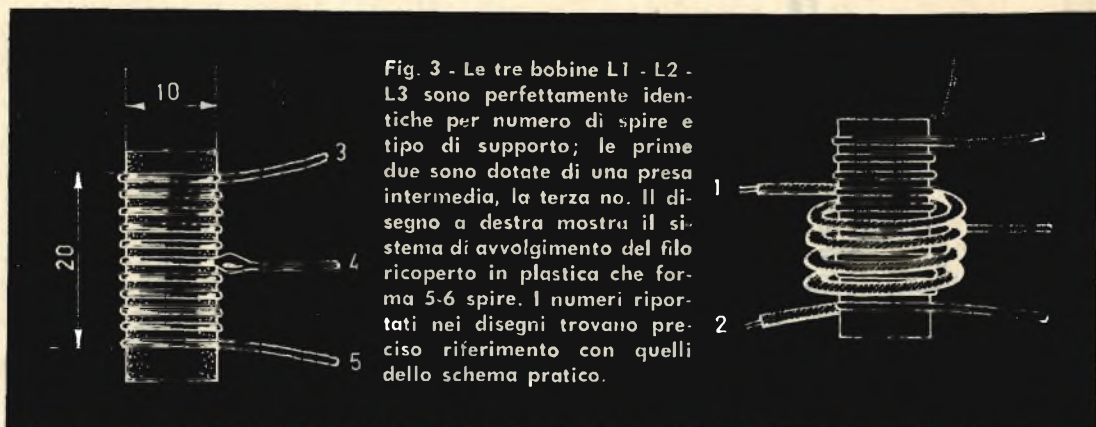 10
3
20
4
5
Fig. 3 - Le tre bobine L1 - L2 -
L3 sono perfettamente iden-
tiche per numero di spire e
tipo di supporto; le prime
due sono dotate di una presa
intermedia, la terza no. Il di-
segno a destra mostra il si-
stema di avvolgimento del filo
ricoperto in plastica che for-
ma 5-6 spire. I numeri ripor-
tati nei disegni trovano pre-
ciso riferimento con quelli
dello schema pratico.
1
2